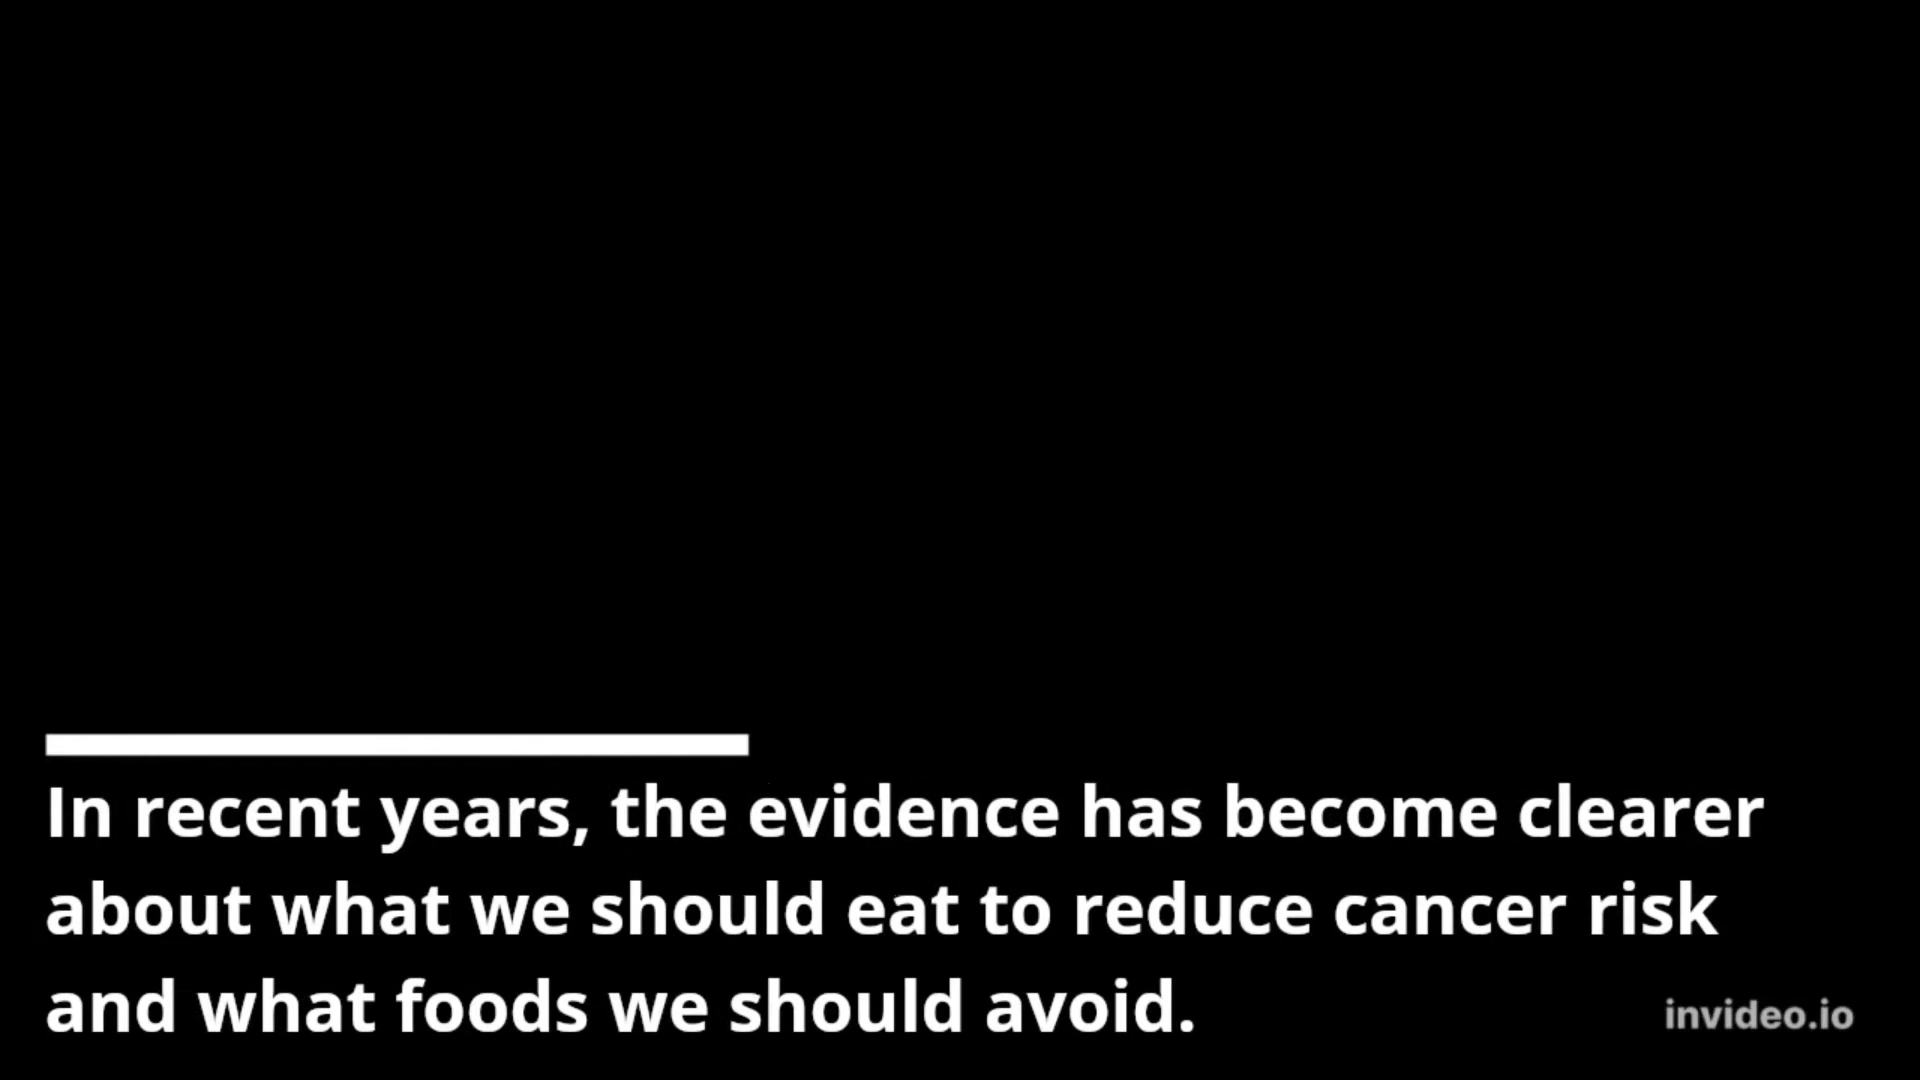 In recent years, the evidence has become clearer
about what we should eat to reduce cancer risk
and what foods we should avoid.
invideo.io